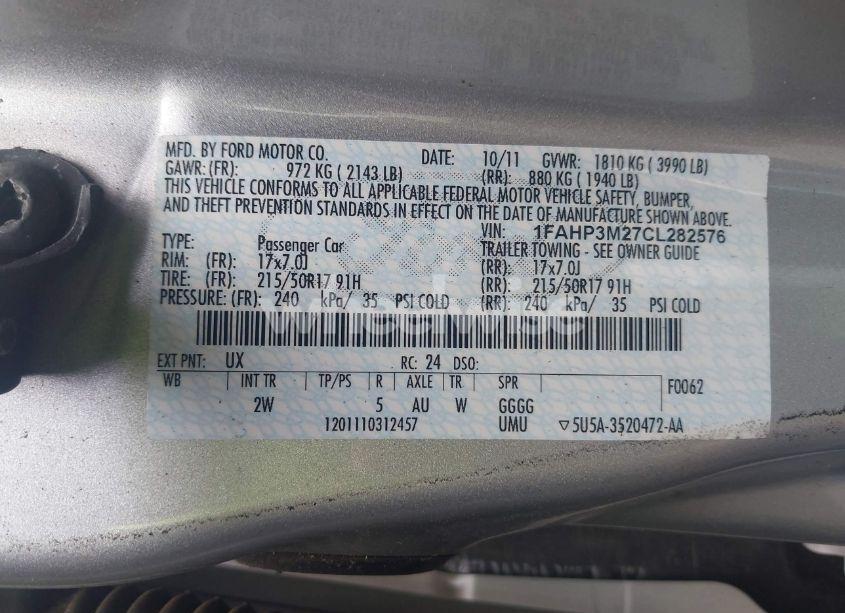 MFD. BY FORD MOTOR CO. DATE: 10/11 GVWR: 1810 KG ( 3990 LB)
GAWR: (FR): 972 KG ( 2143 LB) (RR): 880 KG ( 1940 LB)
THIS VEHICLE CONFORMS TO ALL APPLICABLE FEDERAL MOTOR VEHICLE SAFETY, BUMPER,
AND THEFT PREVENTION STANDARDS IN EFFECT ON THE DATE OF MANUFACTURE SHOWN ABOVE.
VIN: 1FAHP3M27CL282576
TYPE: Passenger Car TRAILER TOWING - SEE OWNER GUIDE
RIM: (FR): 17x7.0J (RR): 17x7.0J
TIRE: (FR): 215/50R17 91H (RR): 215/50R17 91H
PRESSURE: (FR): 240 kPa/ 35 PSI COLD (RR): 240 kPa/ 35 PSI COLD
wheelwise
EXT PNT: UX RC: 24 DSO:
WB INT TR TP/PS R AXLE TR SPR F0062
2W 5 AU W GGGG
1201110312457 UMU ▽5U5A-3520472-AA